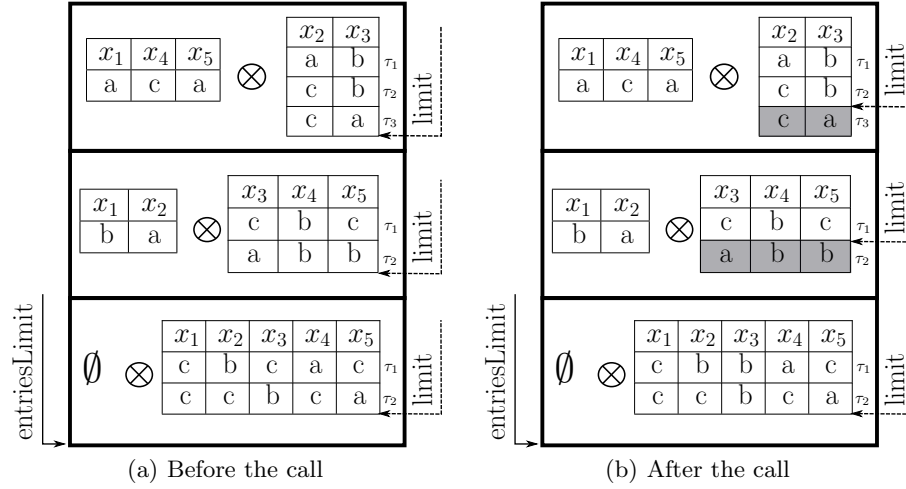 x₁ x₄ x₅
a c a
⊗
x₂ x₃
a b τ₁
c b τ₂
c a τ₃
limit
x₁ x₂
b a
⊗
x₃ x₄ x₅
c b c τ₁
a b b τ₂
limit
∅ ⊗
x₁ x₂ x₃ x₄ x₅
c b c a c τ₁
c c b c a τ₂
limit
entriesLimit
(a) Before the call
x₁ x₄ x₅
a c a
⊗
x₂ x₃
a b τ₁
c b τ₂
c a τ₃
limit
x₁ x₂
b a
⊗
x₃ x₄ x₅
c b c τ₁
a b b τ₂
limit
∅ ⊗
x₁ x₂ x₃ x₄ x₅
c b b a c τ₁
c c b c a τ₂
limit
entriesLimit
(b) After the call